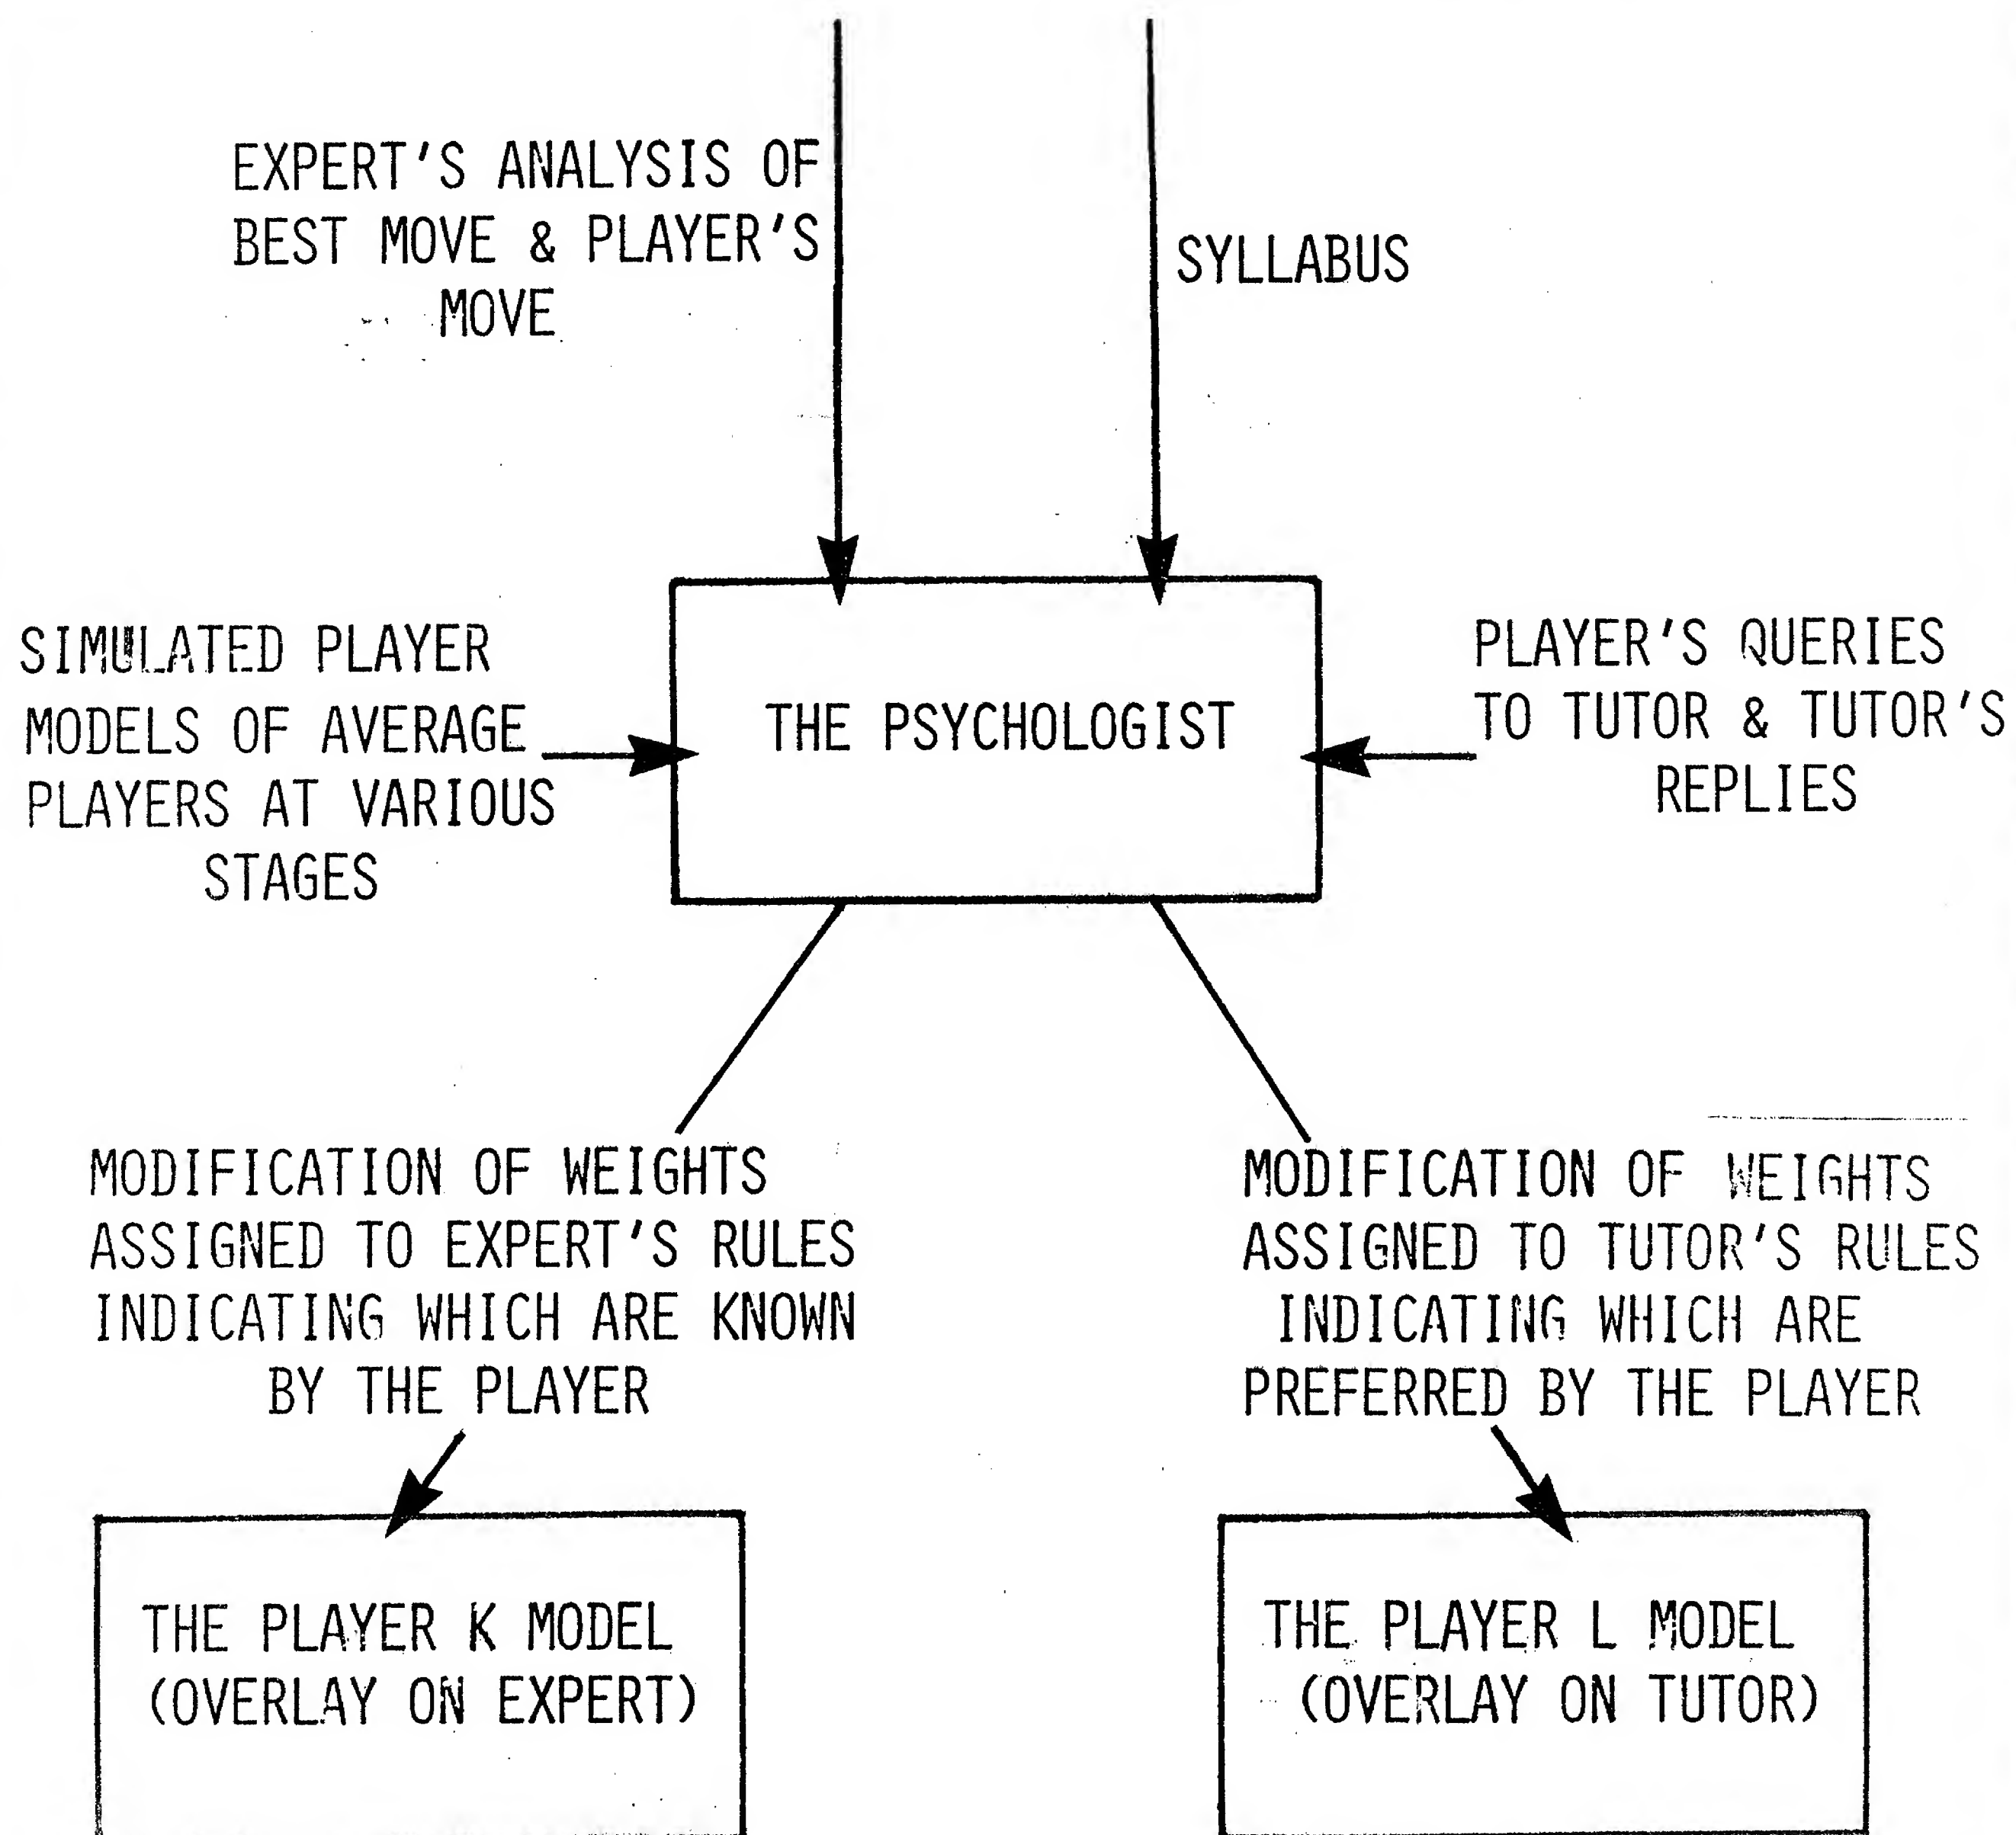 EXPERT'S ANALYSIS OF
BEST MOVE & PLAYER'S
MOVE
SYLLABUS
SIMULATED PLAYER
MODELS OF AVERAGE
PLAYERS AT VARIOUS
STAGES
THE PSYCHOLOGIST
PLAYER'S QUERIES
TO TUTOR & TUTOR'S
REPLIES
MODIFICATION OF WEIGHTS
ASSIGNED TO EXPERT'S RULES
INDICATING WHICH ARE KNOWN
BY THE PLAYER
MODIFICATION OF WEIGHTS
ASSIGNED TO TUTOR'S RULES
INDICATING WHICH ARE
PREFERRED BY THE PLAYER
THE PLAYER K MODEL
(OVERLAY ON EXPERT)
THE PLAYER L MODEL
(OVERLAY ON TUTOR)